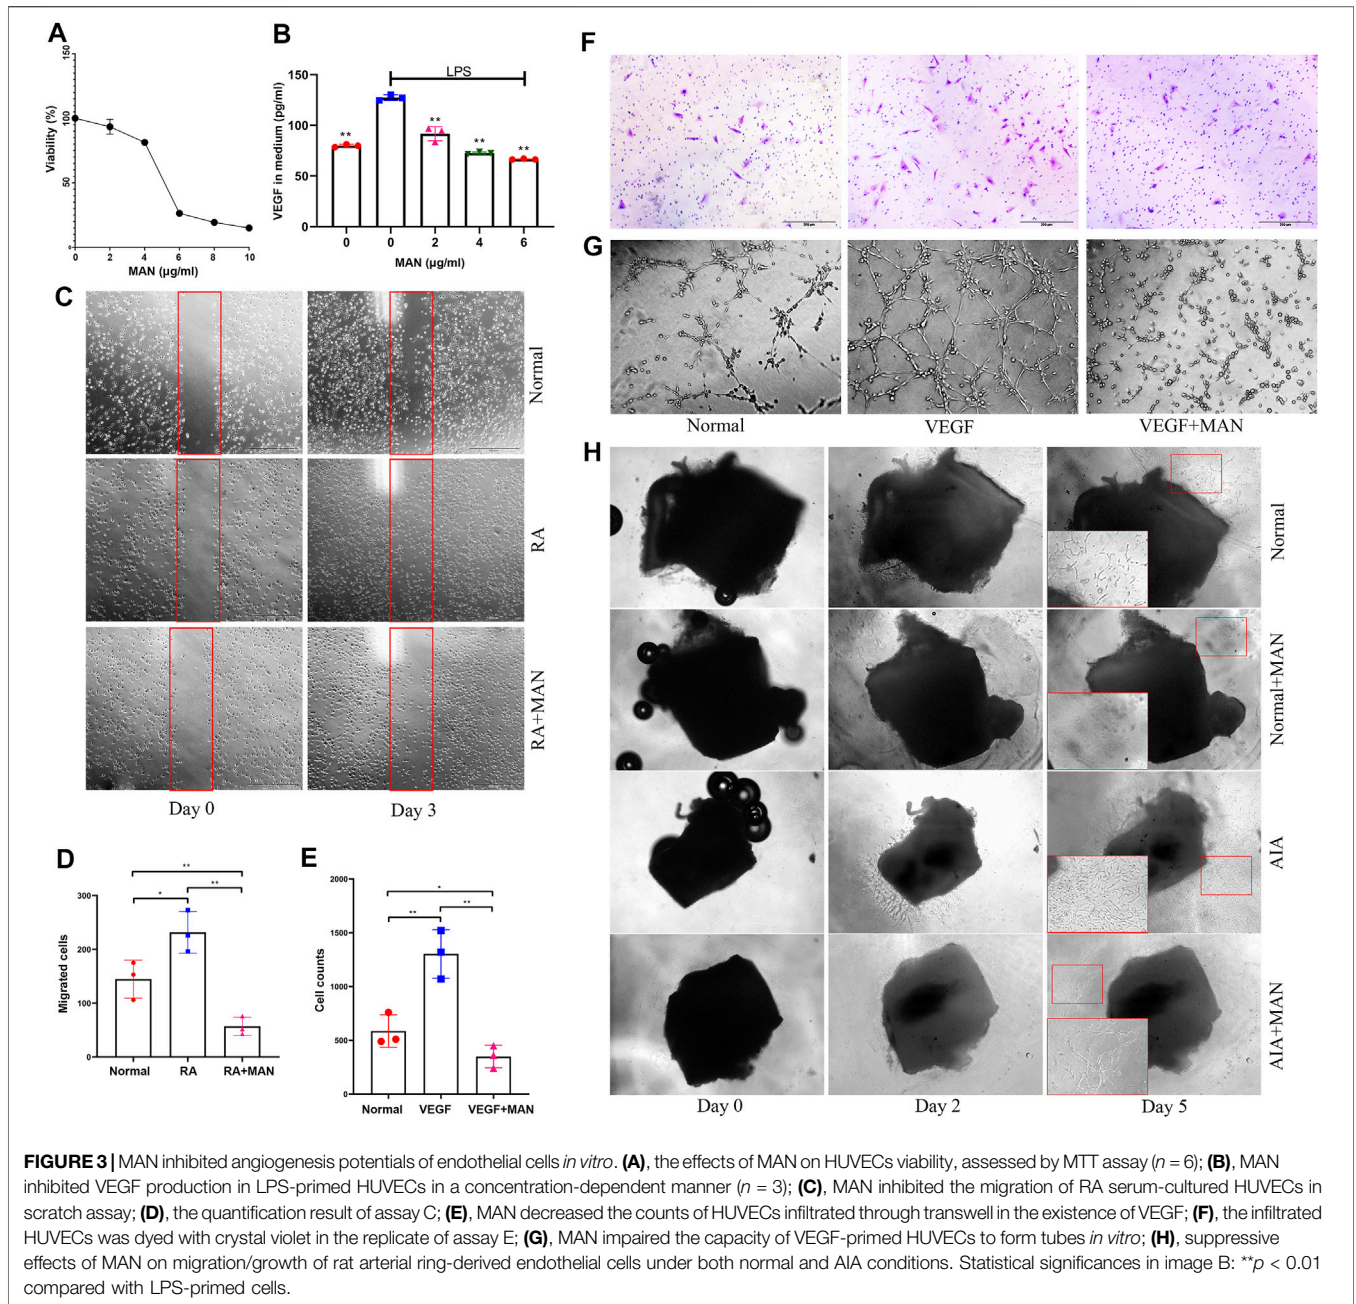 A
150
100
50
0
Viability (%)
0 2 4 6 8 10
MAN (µg/ml)
B
LPS
150
100
50
0
VEGF in medium (pg/ml)
** ** ** **
0 0 2 4 6
MAN (µg/ml)
C
Normal
RA
RA+MAN
Day 0 Day 3
D
300
200
100
0
Migrated cells
**
* **
Normal RA RA+MAN
E
2000
1500
1000
500
0
Cell counts
*
** **
Normal VEGF VEGF+MAN
F
G
Normal VEGF VEGF+MAN
H
Normal
Normal+MAN
AIA
AIA+MAN
Day 0 Day 2 Day 5
FIGURE 3 | MAN inhibited angiogenesis potentials of endothelial cells in vitro. (A), the effects of MAN on HUVECs viability, assessed by MTT assay (n = 6); (B), MAN
inhibited VEGF production in LPS-primed HUVECs in a concentration-dependent manner (n = 3); (C), MAN inhibited the migration of RA serum-cultured HUVECs in
scratch assay; (D), the quantification result of assay C; (E), MAN decreased the counts of HUVECs infiltrated through transwell in the existence of VEGF; (F), the infiltrated
HUVECs was dyed with crystal violet in the replicate of assay E; (G), MAN impaired the capacity of VEGF-primed HUVECs to form tubes in vitro; (H), suppressive
effects of MAN on migration/growth of rat arterial ring-derived endothelial cells under both normal and AIA conditions. Statistical significances in image B: **p < 0.01
compared with LPS-primed cells.